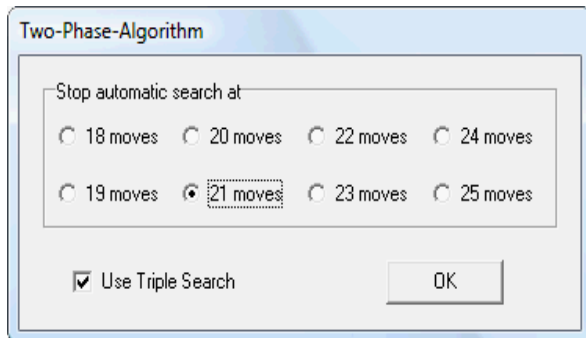 Two-Phase-Algorithm
Stop automatic search at
18 moves 20 moves 22 moves 24 moves
19 moves 21 moves 23 moves 25 moves
Use Triple Search OK